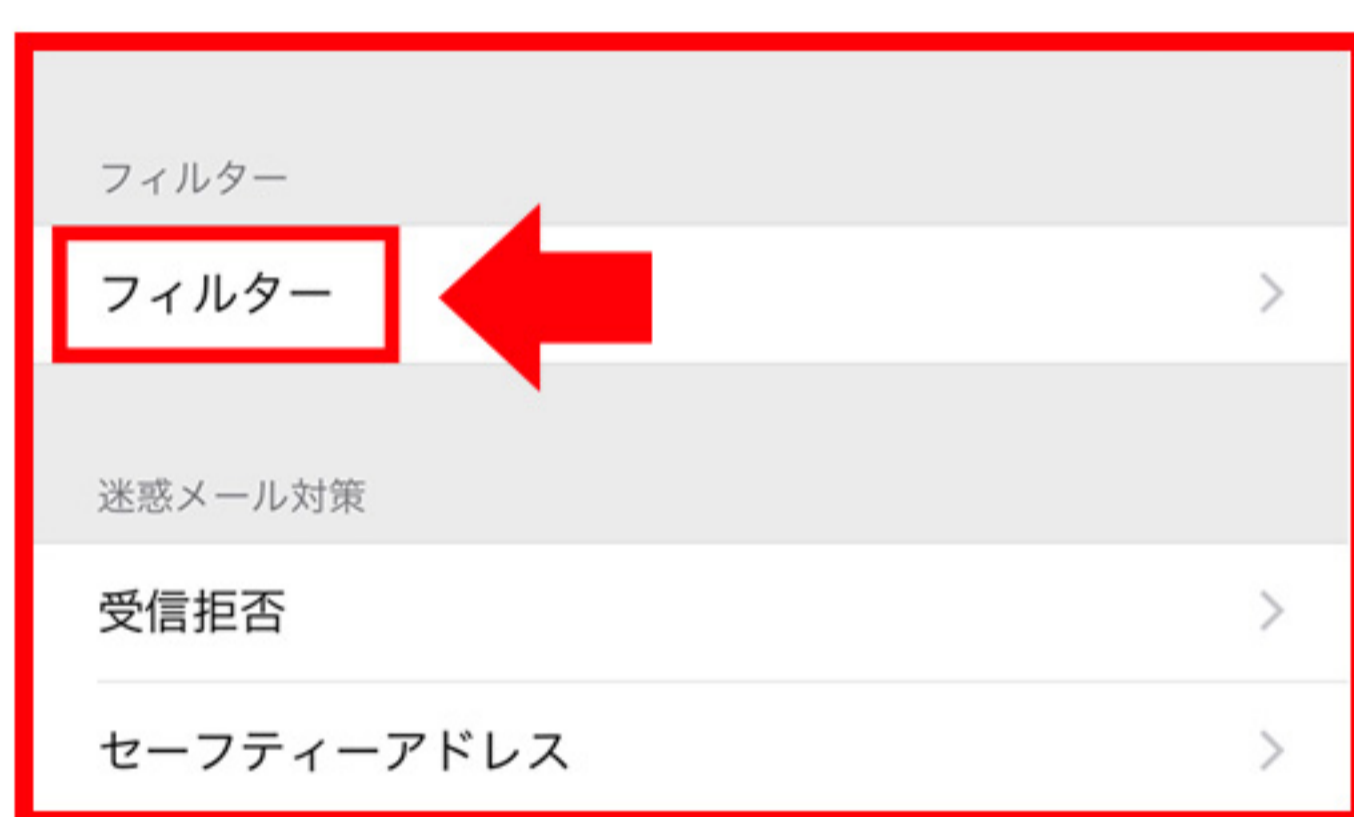 フィルター
フィルター
迷惑メール対策
受信拒否
セーフティーアドレス